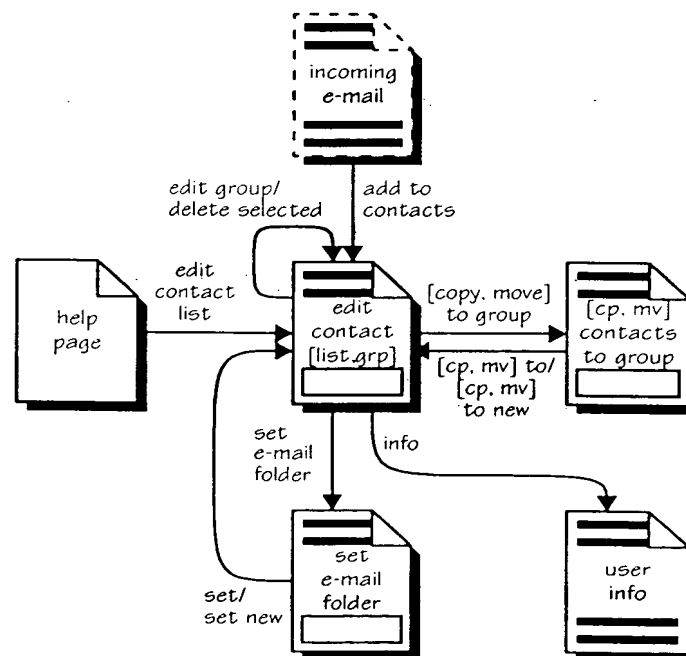 incoming
e-mail
edit group/
delete selected
add to
contacts
edit
contact
list
help
page
edit
contact
[list.grp]
[copy, move]
to group
[cp, mv]
contacts
to group
[cp, mv] to/
[cp, mv]
to new
set
e-mail
folder
info
set/
set new
set
e-mail
folder
user
info